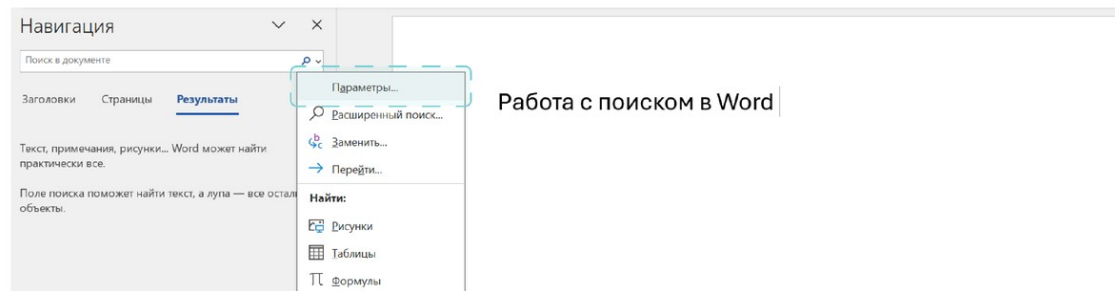 Навигация
Поиск в документе
Заголовки Страницы Результаты
Текст, примечания, рисунки... Word может найти
практически все.
Поле поиска поможет найти текст, а лупа — все
объекты.
Параметры...
Расширенный поиск...
Заменить...
Перейти...
Найти:
Рисунки
Таблицы
Формулы
Работа с поиском в Word